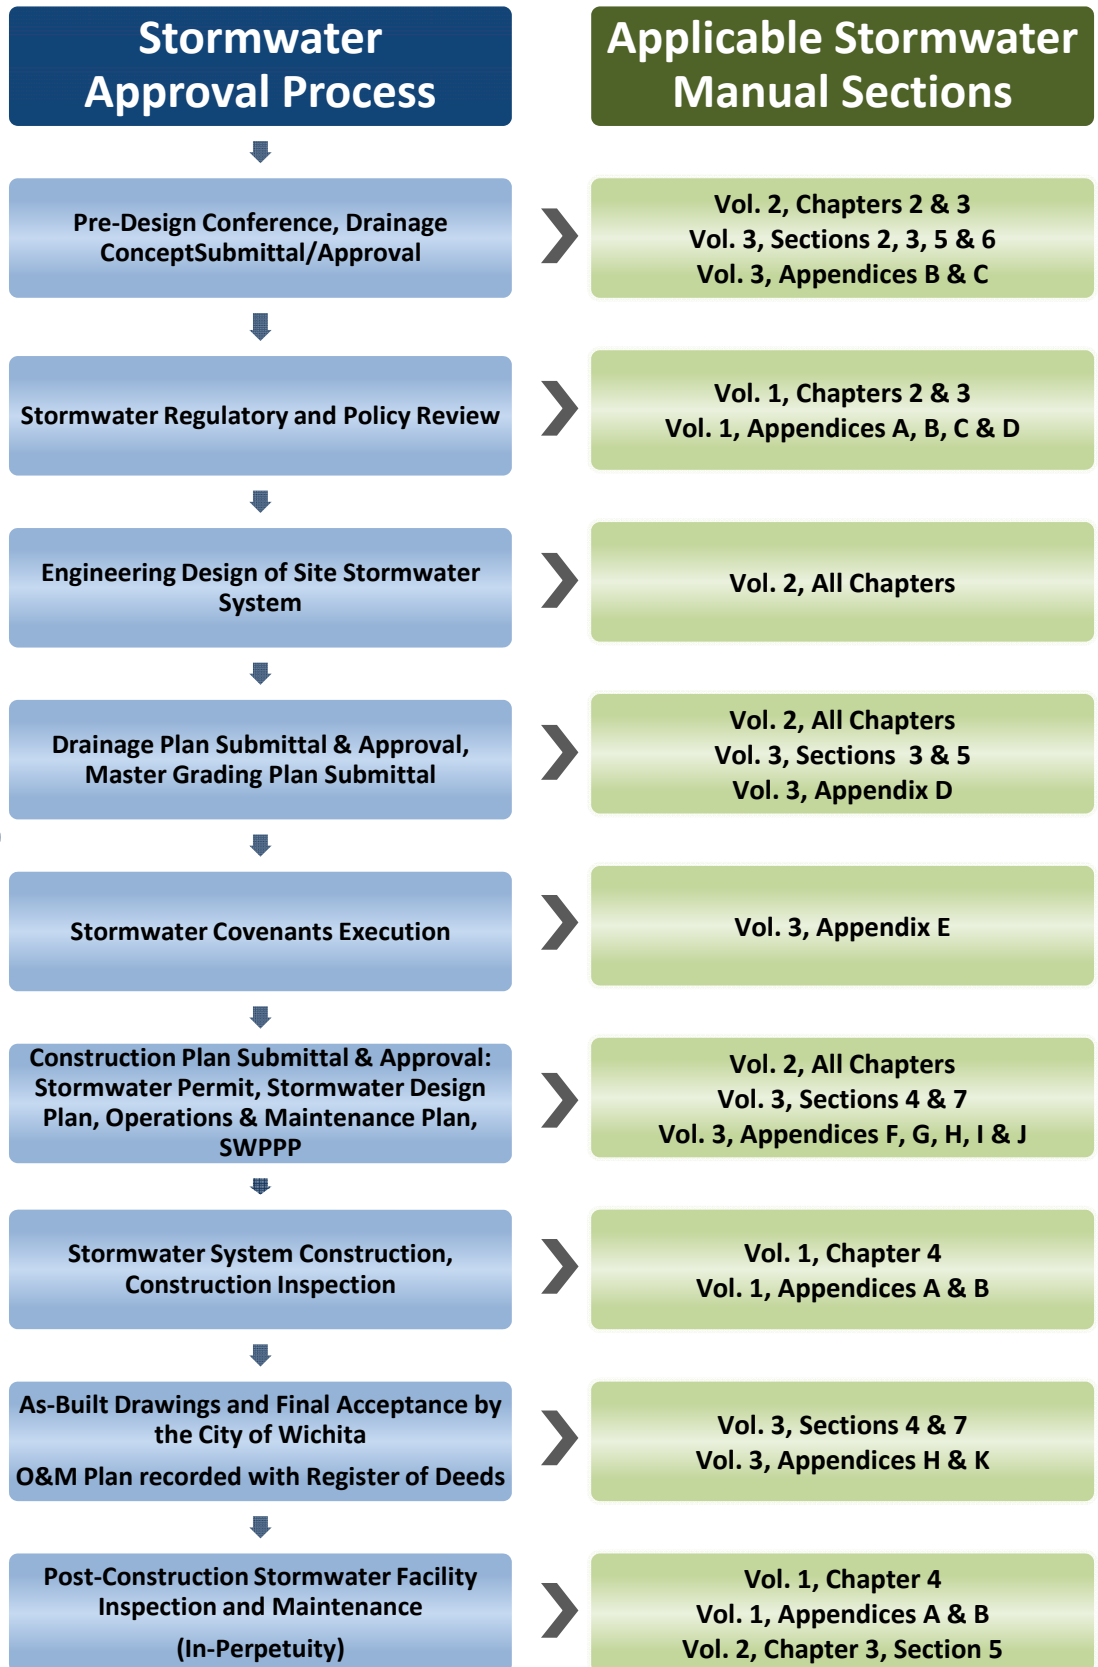 Stormwater
Approval Process
Applicable Stormwater
Manual Sections
Pre-Design Conference, Drainage
ConceptSubmittal/Approval
Vol. 2, Chapters 2 & 3
Vol. 3, Sections 2, 3, 5 & 6
Vol. 3, Appendices B & C
Stormwater Regulatory and Policy Review
Vol. 1, Chapters 2 & 3
Vol. 1, Appendices A, B, C & D
Engineering Design of Site Stormwater
System
Vol. 2, All Chapters
Drainage Plan Submittal & Approval,
Master Grading Plan Submittal
Vol. 2, All Chapters
Vol. 3, Sections 3 & 5
Vol. 3, Appendix D
Stormwater Covenants Execution
Vol. 3, Appendix E
Construction Plan Submittal & Approval:
Stormwater Permit, Stormwater Design
Plan, Operations & Maintenance Plan,
SWPPP
Vol. 2, All Chapters
Vol. 3, Sections 4 & 7
Vol. 3, Appendices F, G, H, I & J
Stormwater System Construction,
Construction Inspection
Vol. 1, Chapter 4
Vol. 1, Appendices A & B
As-Built Drawings and Final Acceptance by
the City of Wichita
O&M Plan recorded with Register of Deeds
Vol. 3, Sections 4 & 7
Vol. 3, Appendices H & K
Post-Construction Stormwater Facility
Inspection and Maintenance
(In-Perpetuity)
Vol. 1, Chapter 4
Vol. 1, Appendices A & B
Vol. 2, Chapter 3, Section 5